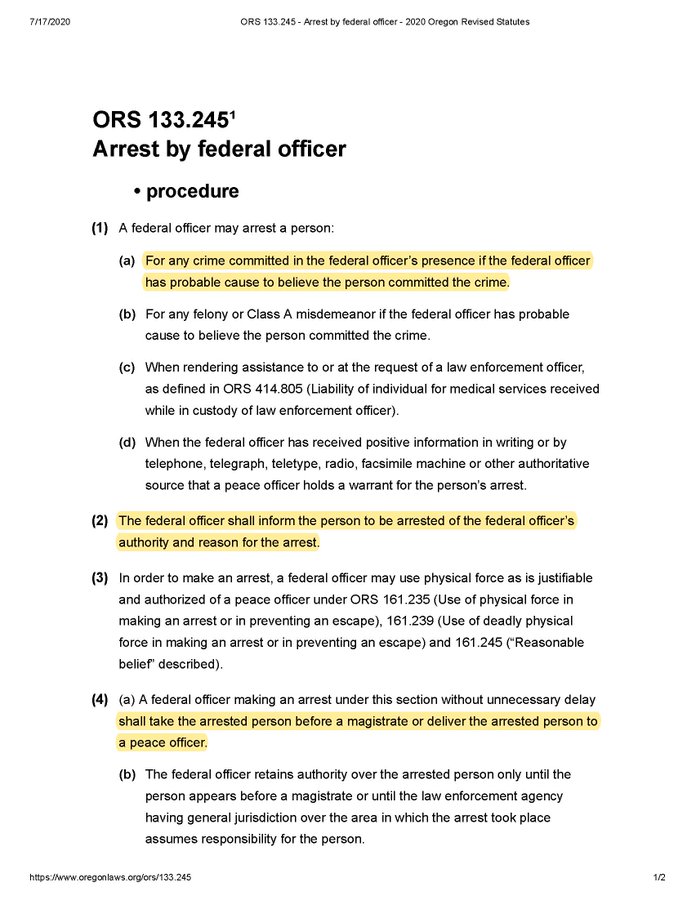 7/17/2020 ORS 133.245 - Arrest by federal officer - 2020 Oregon Revised Statutes
ORS 133.245¹
Arrest by federal officer
• procedure
(1) A federal officer may arrest a person:
(a) For any crime committed in the federal officer’s presence if the federal officer
has probable cause to believe the person committed the crime.
(b) For any felony or Class A misdemeanor if the federal officer has probable
cause to believe the person committed the crime.
(c) When rendering assistance to or at the request of a law enforcement officer,
as defined in ORS 414.805 (Liability of individual for medical services received
while in custody of law enforcement officer).
(d) When the federal officer has received positive information in writing or by
telephone, telegraph, teletype, radio, facsimile machine or other authoritative
source that a peace officer holds a warrant for the person’s arrest.
(2) The federal officer shall inform the person to be arrested of the federal officer’s
authority and reason for the arrest.
(3) In order to make an arrest, a federal officer may use physical force as is justifiable
and authorized of a peace officer under ORS 161.235 (Use of physical force in
making an arrest or in preventing an escape), 161.239 (Use of deadly physical
force in making an arrest or in preventing an escape) and 161.245 (“Reasonable
belief” described).
(4) (a) A federal officer making an arrest under this section without unnecessary delay
shall take the arrested person before a magistrate or deliver the arrested person to
a peace officer.
(b) The federal officer retains authority over the arrested person only until the
person appears before a magistrate or until the law enforcement agency
having general jurisdiction over the area in which the arrest took place
assumes responsibility for the person.
https://www.oregonlaws.org/ors/133.245 1/2